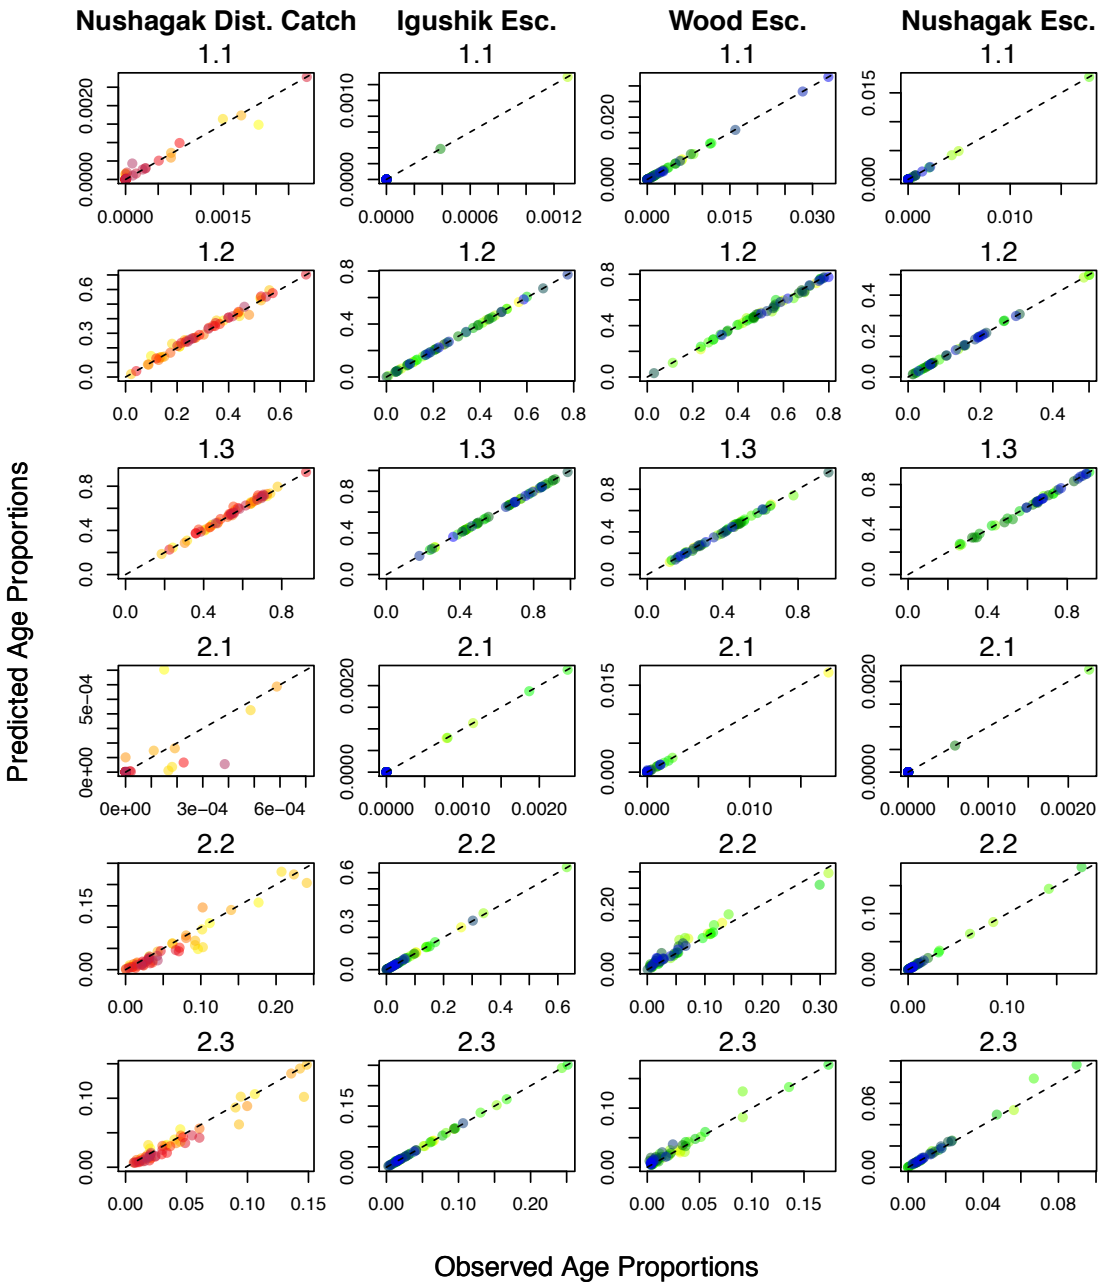 Nushagak Dist. Catch Igushik Esc. Wood Esc. Nushagak Esc.
1.1 1.1 1.1 1.1
0.0000 0.0020 0.0000 0.0010 0.000 0.020 0.000 0.015
0.0000 0.0015 0.0000 0.0006 0.0012 0.000 0.015 0.030 0.000 0.010
1.2 1.2 1.2 1.2
0.0 0.3 0.6 0.0 0.4 0.8 0.0 0.4 0.8 0.0 0.2 0.4
0.0 0.2 0.4 0.6 0.0 0.2 0.4 0.6 0.8 0.0 0.2 0.4 0.6 0.8 0.0 0.2 0.4
1.3 1.3 1.3 1.3
0.0 0.4 0.8 0.0 0.4 0.8 0.0 0.4 0.8 0.0 0.4 0.8
0.0 0.4 0.8 0.0 0.4 0.8 0.0 0.4 0.8 0.0 0.4 0.8
Predicted Age Proportions
2.1 2.1 2.1 2.1
0e+00 5e−04 0.0000 0.0020 0.000 0.015 0.0000 0.0020
0e+00 3e−04 6e−04 0.0000 0.0010 0.0020 0.000 0.010 0.0000 0.0010 0.0020
2.2 2.2 2.2 2.2
0.00 0.15 0.0 0.3 0.6 0.00 0.20 0.00 0.10
0.00 0.10 0.20 0.0 0.2 0.4 0.6 0.00 0.10 0.20 0.30 0.00 0.10
2.3 2.3 2.3 2.3
0.00 0.10 0.00 0.15 0.00 0.10 0.00 0.06
0.00 0.05 0.10 0.15 0.00 0.10 0.20 0.00 0.05 0.10 0.15 0.00 0.04 0.08
Observed Age Proportions